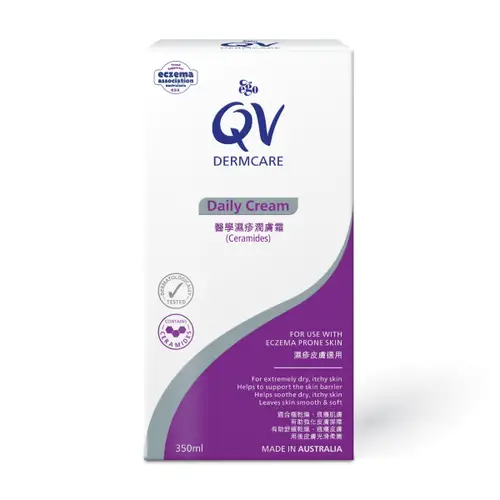 eczema
association
australasia
ego
QV
DERMCARE
Daily Cream
醫學濕疹潤膚霜
(Ceramides)
DERMATOLOGICALLY
TESTED
CONTAINS
CERAMIDES
FOR USE WITH
ECZEMA PRONE SKIN
濕疹皮膚適用
For extremely dry, itchy skin
Helps to support the skin barrier
Helps soothe dry, itchy skin
Leaves skin smooth & soft
適合極乾燥、痕癢肌膚
有助強化皮膚屏障
有助舒緩乾燥、痕癢皮膚
用後皮膚光滑柔嫩
350ml
MADE IN AUSTRALIA